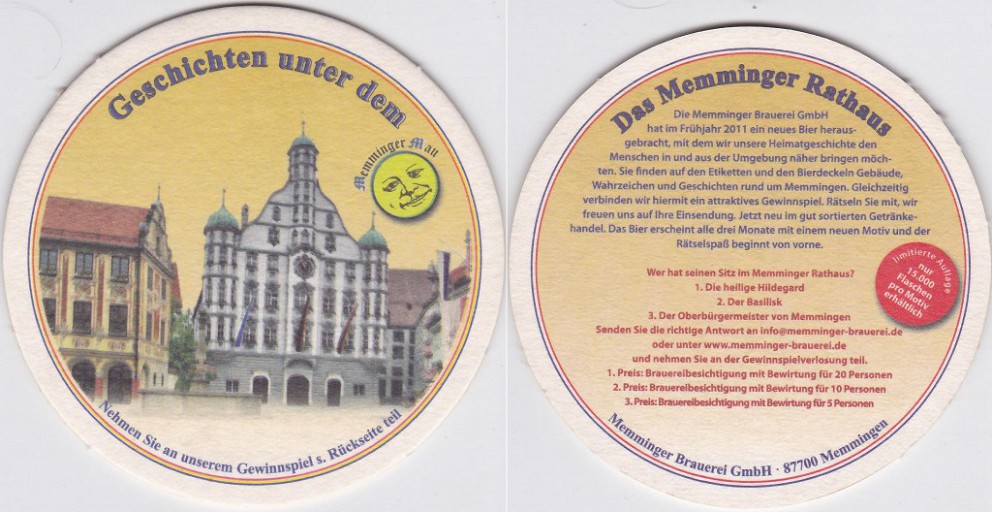 Geschichten unter dem
Memminger Mau
Nehmen Sie an unserem Gewinnspiel s. Rückseite teil
Das Memminger Rathaus
Die Memminger Brauerei GmbH
hat im Frühjahr 2011 ein neues Bier heraus-
gebracht, mit dem wir unsere Heimatgeschichte den
Menschen in und aus der Umgebung näher bringen möch-
ten. Sie finden auf den Etiketten und den Bierdeckeln Gebäude,
Wahrzeichen und Geschichten rund um Memmingen. Gleichzeitig
verbinden wir hiermit ein attraktives Gewinnspiel. Rätseln Sie mit, wir
freuen uns auf Ihre Einsendung. Jetzt neu im gut sortierten Getränke-
handel. Das Bier erscheint alle drei Monate mit einem neuen Motiv und der
Rätselspaß beginnt von vorne.
limitierte Auflage
nur
15.000
Flaschen
pro Motiv
erhältlich
Wer hat seinen Sitz im Memminger Rathaus?
1. Die heilige Hildegard
2. Der Basilisk
3. Der Oberbürgermeister von Memmingen
Senden Sie die richtige Antwort an info@memminger-brauerei.de
oder unter www.memminger-brauerei.de
und nehmen Sie an der Gewinnspielverlosung teil.
1. Preis: Brauereibesichtigung mit Bewirtung für 20 Personen
2. Preis: Brauereibesichtigung mit Bewirtung für 10 Personen
3. Preis: Brauereibesichtigung mit Bewirtung für 5 Personen
Memminger Brauerei GmbH · 87700 Memmingen